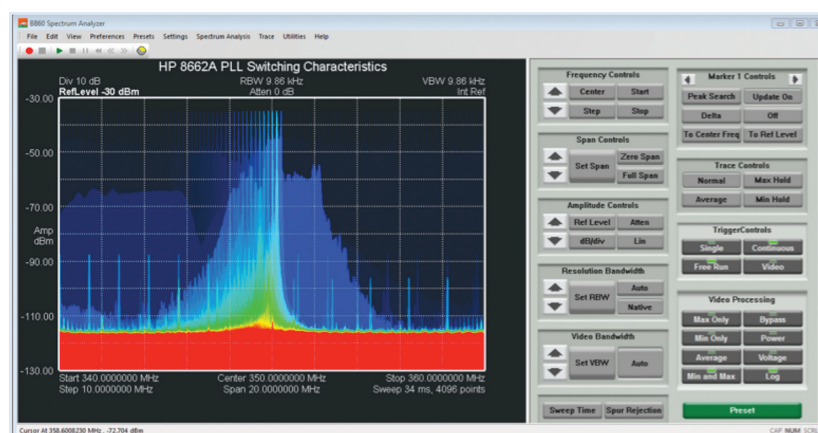 8860 Spectrum Analyzer
File Edit View Preferences Presets Settings Spectrum Analysis Trace Utilities Help
HP 8662A PLL Switching Characteristics
Div 10 dB RBW 9.86 kHz VBW 9.86 kHz
RefLevel -30 dBm Atten 0 dB Int Ref
-30.00
-50.00
-70.00
Amp
dBm
-90.00
-110.00
-130.00
Start 340.0000000 MHz Center 350.0000000 MHz Stop 360.0000000 MHz
Step 10.0000000 MHz Span 20.0000000 MHz Sweep 34 ms, 4096 points
Frequency Controls
Center Start
Step Stop
Span Controls
Set Span Zero Span
Full Span
Amplitude Controls
Ref Level Atten
dB/div Lin
Resolution Bandwidth
Set RBW Auto
Native
Video Bandwidth
Set VBW Auto
Sweep Time Spur Rejection
Marker 1 Controls
Peak Search Update On
Delta Off
To Center Freq To Ref Level
Trace Controls
Normal Max Hold
Average Min Hold
TriggerControls
Single Continuous
Free Run Video
Video Processing
Max Only Bypass
Min Only Power
Average Voltage
Min and Max Log
Preset
Cursor At 358.6008230 MHz, -72.704 dBm
CAP NUM SCRL